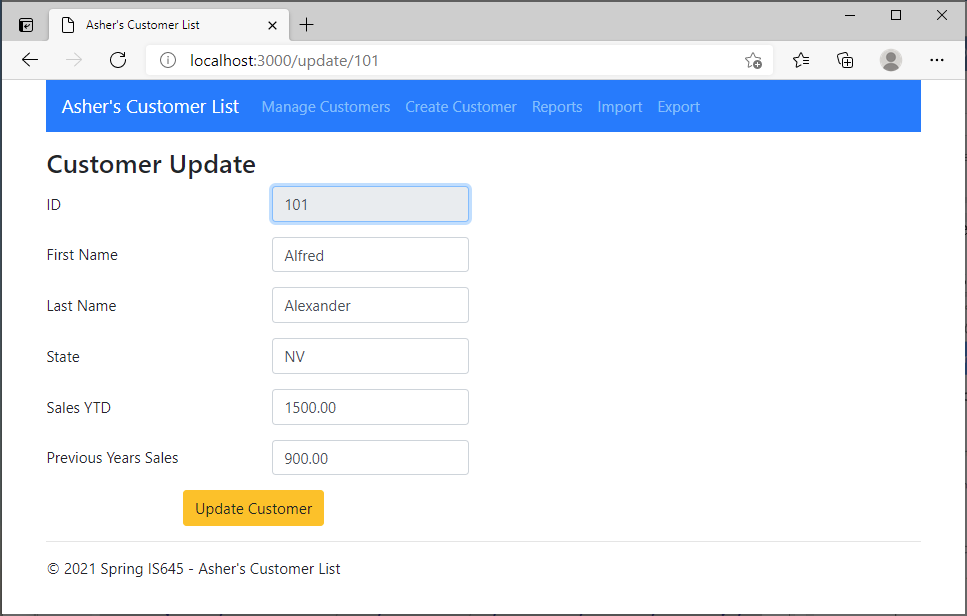 Asher's Customer List
localhost:3000/update/101
Asher's Customer List Manage Customers Create Customer Reports Import Export
Customer Update
ID 101
First Name Alfred
Last Name Alexander
State NV
Sales YTD 1500.00
Previous Years Sales 900.00
Update Customer
© 2021 Spring IS645 - Asher's Customer List